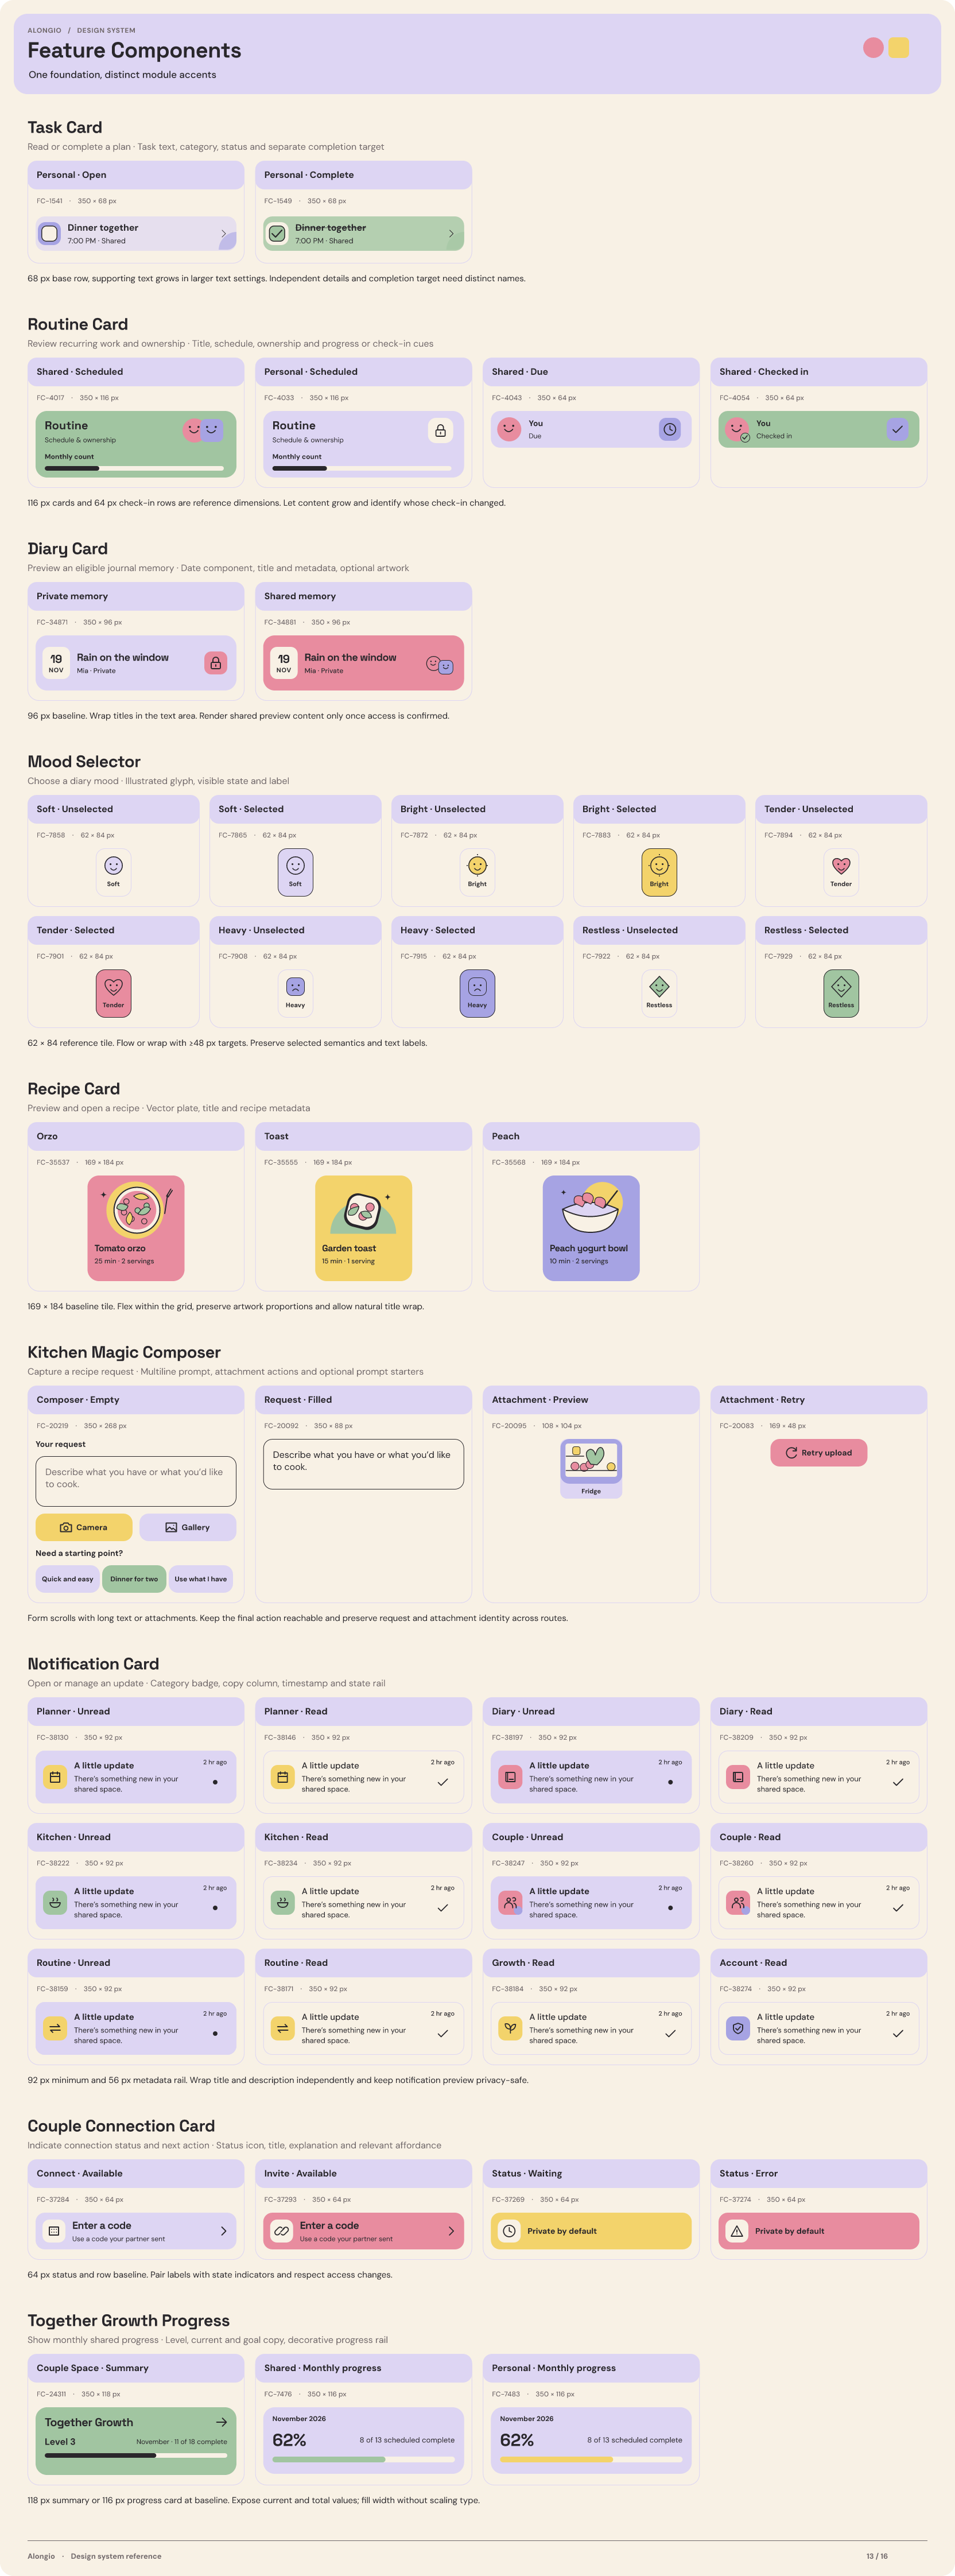 ALONGIO / DESIGN SYSTEM
Feature Components
One foundation, distinct module accents
Task Card
Read or complete a plan · Task text, category, status and separate completion target
Personal · Open
FC-1541 · 350 × 68 px
Dinner together
7:00 PM · Shared
Personal · Complete
FC-1549 · 350 × 68 px
Dinner together
7:00 PM · Shared
68 px base row, supporting text grows in larger text settings. Independent details and completion target need distinct names.
Routine Card
Review recurring work and ownership · Title, schedule, ownership and progress or check-in cues
Shared · Scheduled
FC-4017 · 350 × 116 px
Routine
Schedule & ownership
Monthly count
Personal · Scheduled
FC-4033 · 350 × 116 px
Routine
Schedule & ownership
Monthly count
Shared · Due
FC-4043 · 350 × 64 px
You
Due
Shared · Checked in
FC-4054 · 350 × 64 px
You
Checked in
116 px cards and 64 px check-in rows are reference dimensions. Let content grow and identify whose check-in changed.
Diary Card
Preview an eligible journal memory · Date component, title and metadata, optional artwork
Private memory
FC-34871 · 350 × 96 px
19
NOV
Rain on the window
Mia · Private
Shared memory
FC-34881 · 350 × 96 px
19
NOV
Rain on the window
Mia · Private
96 px baseline. Wrap titles in the text area. Render shared preview content only once access is confirmed.
Mood Selector
Choose a diary mood · Illustrated glyph, visible state and label
Soft · Unselected
FC-7858 · 62 × 84 px
Soft
Soft · Selected
FC-7865 · 62 × 84 px
Soft
Bright · Unselected
FC-7872 · 62 × 84 px
Bright
Bright · Selected
FC-7883 · 62 × 84 px
Bright
Tender · Unselected
FC-7894 · 62 × 84 px
Tender
Tender · Selected
FC-7901 · 62 × 84 px
Tender
Heavy · Unselected
FC-7908 · 62 × 84 px
Heavy
Heavy · Selected
FC-7915 · 62 × 84 px
Heavy
Restless · Unselected
FC-7922 · 62 × 84 px
Restless
Restless · Selected
FC-7929 · 62 × 84 px
Restless
62 × 84 reference tile. Flow or wrap with ≥48 px targets. Preserve selected semantics and text labels.
Recipe Card
Preview and open a recipe · Vector plate, title and recipe metadata
Orzo
FC-35537 · 169 × 184 px
Tomato orzo
25 min · 2 servings
Toast
FC-35555 · 169 × 184 px
Garden toast
15 min · 1 serving
Peach
FC-35568 · 169 × 184 px
Peach yogurt bowl
10 min · 2 servings
169 × 184 baseline tile. Flex within the grid, preserve artwork proportions and allow natural title wrap.
Kitchen Magic Composer
Capture a recipe request · Multiline prompt, attachment actions and optional prompt starters
Composer · Empty
FC-20219 · 350 × 268 px
Your request
Describe what you have or what you'd like
to cook.
Camera
Gallery
Need a starting point?
Quick and easy
Dinner for two
Use what I have
Request · Filled
FC-20092 · 350 × 88 px
Describe what you have or what you'd like
to cook.
Attachment · Preview
FC-20095 · 108 × 104 px
Fridge
Attachment · Retry
FC-20083 · 169 × 48 px
Retry upload
Form scrolls with long text or attachments. Keep the final action reachable and preserve request and attachment identity across routes.
Notification Card
Open or manage an update · Category badge, copy column, timestamp and state rail
Planner · Unread
FC-38130 · 350 × 92 px
A little update
2 hr ago
There's something new in your
shared space.
Planner · Read
FC-38146 · 350 × 92 px
A little update
2 hr ago
There's something new in your
shared space.
Diary · Unread
FC-38197 · 350 × 92 px
A little update
2 hr ago
There's something new in your
shared space.
Diary · Read
FC-38209 · 350 × 92 px
A little update
2 hr ago
There's something new in your
shared space.
Kitchen · Unread
FC-38222 · 350 × 92 px
A little update
2 hr ago
There's something new in your
shared space.
Kitchen · Read
FC-38234 · 350 × 92 px
A little update
2 hr ago
There's something new in your
shared space.
Couple · Unread
FC-38247 · 350 × 92 px
A little update
2 hr ago
There's something new in your
shared space.
Couple · Read
FC-38260 · 350 × 92 px
A little update
2 hr ago
There's something new in your
shared space.
Routine · Unread
FC-38159 · 350 × 92 px
A little update
2 hr ago
There's something new in your
shared space.
Routine · Read
FC-38171 · 350 × 92 px
A little update
2 hr ago
There's something new in your
shared space.
Growth · Read
FC-38184 · 350 × 92 px
A little update
2 hr ago
There's something new in your
shared space.
Account · Read
FC-38274 · 350 × 92 px
A little update
2 hr ago
There's something new in your
shared space.
92 px minimum and 56 px metadata rail. Wrap title and description independently and keep notification preview privacy-safe.
Couple Connection Card
Indicate connection status and next action · Status icon, title, explanation and relevant affordance
Connect · Available
FC-37284 · 350 × 64 px
Enter a code
Use a code your partner sent
Invite · Available
FC-37293 · 350 × 64 px
Enter a code
Use a code your partner sent
Status · Waiting
FC-37269 · 350 × 64 px
Private by default
Status · Error
FC-37274 · 350 × 64 px
Private by default
64 px status and row baseline. Pair labels with state indicators and respect access changes.
Together Growth Progress
Show monthly shared progress · Level, current and goal copy, decorative progress rail
Couple Space · Summary
FC-24311 · 350 × 118 px
Together Growth
Level 3
November · 11 of 18 complete
Shared · Monthly progress
FC-7476 · 350 × 116 px
November 2026
62%
8 of 13 scheduled complete
Personal · Monthly progress
FC-7483 · 350 × 116 px
November 2026
62%
8 of 13 scheduled complete
118 px summary or 116 px progress card at baseline. Expose current and total values; fill width without scaling type.
Alongio · Design system reference
13 / 16